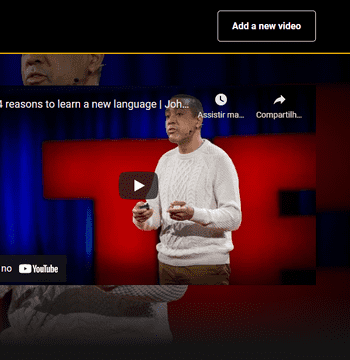 Add a new video
4 reasons to learn a new language | Joh...
Assistir ma...
Compartilh...
no
YouTube